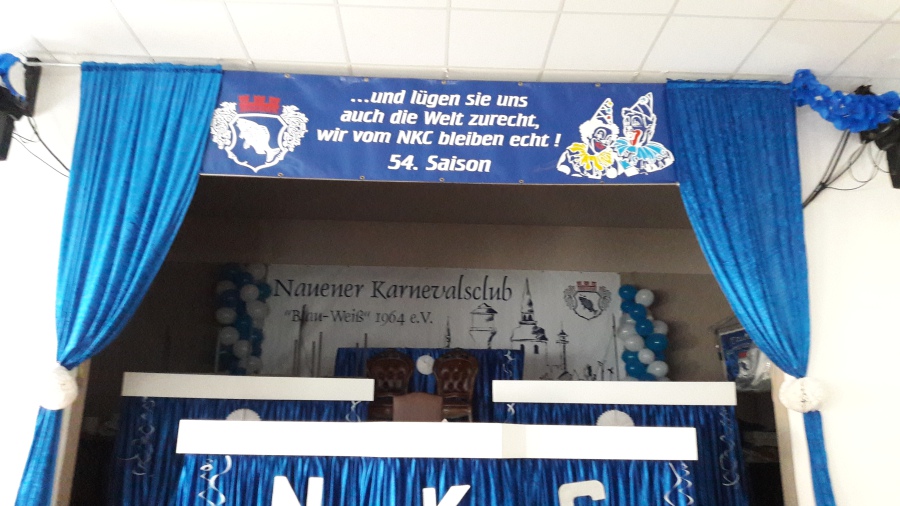 ...und lügen sie uns
auch die Welt zurecht,
wir vom NKC bleiben echt !
54. Saison
Nauener Karnevalsclub
"Blau-Weiß" 1964 e.V.
N K C